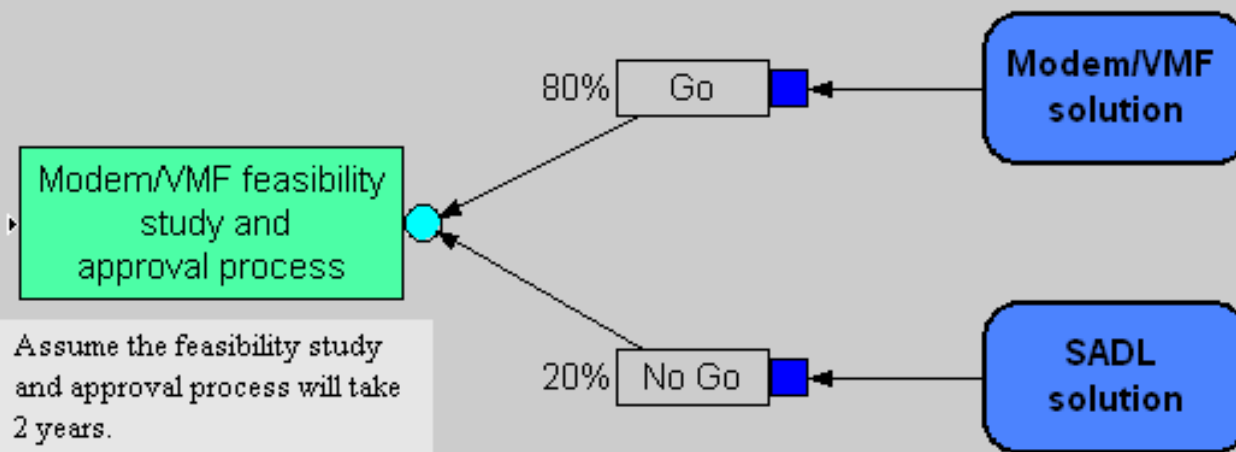 Modem/VMF feasibility
study and
approval process
Assume the feasibility study
and approval process will take
2 years.
80%
Go
20%
No Go
Modem/VMF
solution
SADL
solution